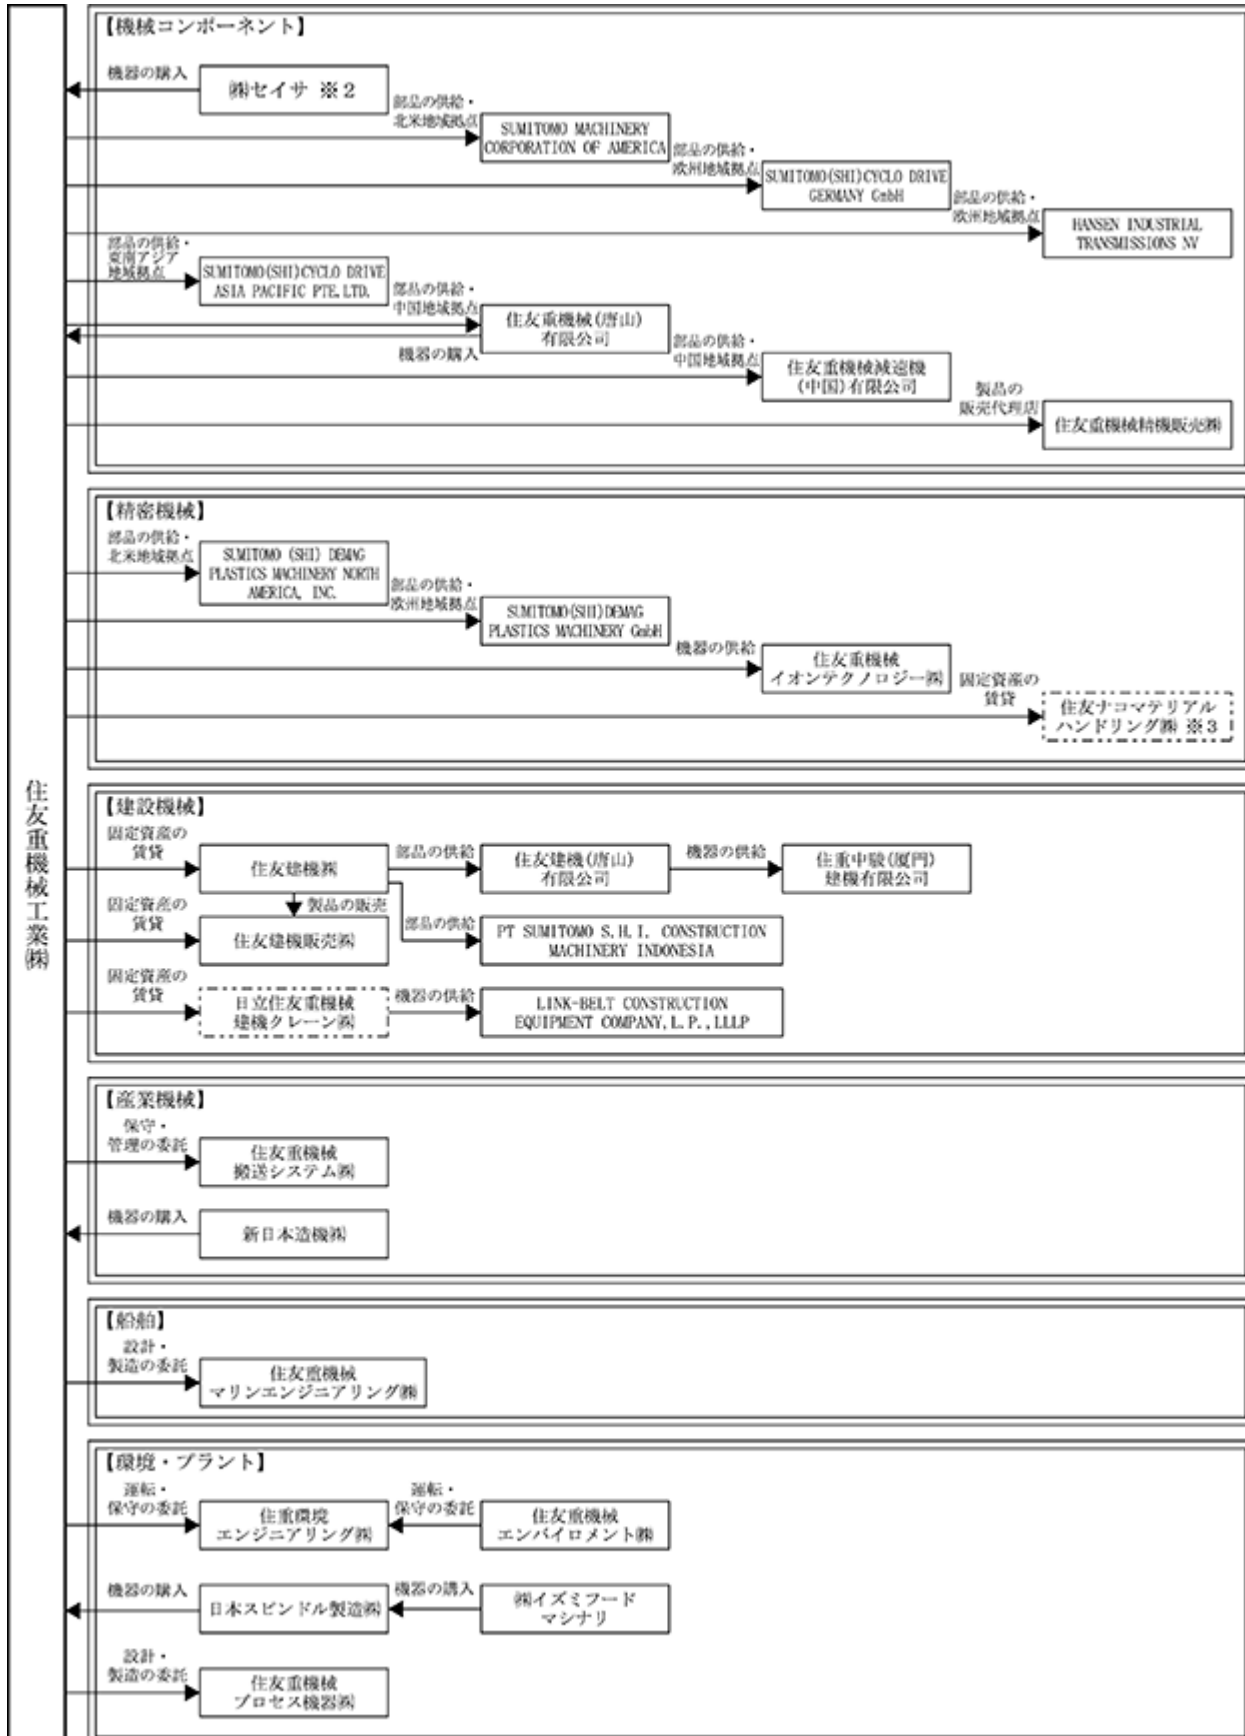 住友重機械工業㈱
【機械コンポーネント】
機器の購入
㈱セイサ ※2
部品の供給・
北米地域拠点
SUMITOMO MACHINERY
CORPORATION OF AMERICA
部品の供給・
欧州地域拠点
SUMITOMO(SHI)CYCLO DRIVE
GERMANY GmbH
部品の供給・
欧州地域拠点
HANSEN INDUSTRIAL
TRANSMISSIONS NV
部品の供給・
東南アジア
地域拠点
SUMITOMO(SHI)CYCLO DRIVE
ASIA PACIFIC PTE.LTD.
部品の供給・
中国地域拠点
住友重機械(唐山)
有限公司
機器の購入
部品の供給・
中国地域拠点
住友重機械減速機
(中国)有限公司
製品の
販売代理店
住友重機械精機販売㈱
【精密機械】
部品の供給・
北米地域拠点
SUMITOMO (SHI) DEMAG
PLASTICS MACHINERY NORTH
AMERICA, INC.
部品の供給・
欧州地域拠点
SUMITOMO(SHI)DEMAG
PLASTICS MACHINERY GmbH
機器の供給
住友重機械
イオンテクノロジー㈱
固定資産の
賃貸
住友ナコマテリアル
ハンドリング㈱ ※3
【建設機械】
固定資産の
賃貸
住友建機㈱
部品の供給
住友建機(唐山)
有限公司
機器の供給
住重中駿(厦門)
建機有限公司
製品の販売
固定資産の
賃貸
住友建機販売㈱
部品の供給
PT SUMITOMO S.H.I. CONSTRUCTION
MACHINERY INDONESIA
固定資産の
賃貸
日立住友重機械
建機クレーン㈱
機器の供給
LINK-BELT CONSTRUCTION
EQUIPMENT COMPANY,L.P.,LLLP
【産業機械】
保守・
管理の委託
住友重機械
搬送システム㈱
機器の購入
新日本造機㈱
【船舶】
設計・
製造の委託
住友重機械
マリンエンジニアリング㈱
【環境・プラント】
運転・
保守の委託
住重環境
エンジニアリング㈱
運転・
保守の委託
住友重機械
エンバイロメント㈱
機器の購入
日本スピンドル製造㈱
機器の購入
㈱イズミフード
マシナリ
設計・
製造の委託
住友重機械
プロセス機器㈱